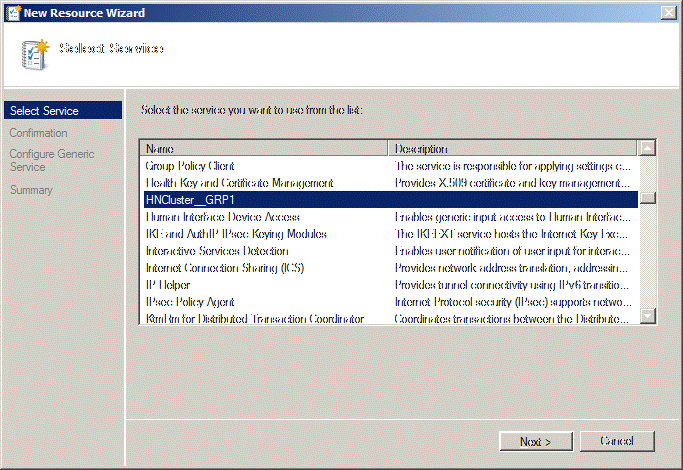 New Resource Wizard
Select Service
Select Service
Confirmation
Configure Generic
Service
Summary
Select the service you want to use from the list:
Name Description
Group Policy Client The service is responsible for applying settings c...
Health Key and Certificate Management Provides X.509 certificate and key management...
HNCluster__GRP1
Human Interface Device Access Enables generic input access to Human Interfac...
IKE and AuthIP IPsec Keying Modules The IKEEXT service hosts the Internet Key Exc...
Interactive Services Detection Enables user notification of user input for interac...
Internet Connection Sharing (ICS) Provides network address translation, addressin...
IP Helper Provides tunnel connectivity using IPv6 transitio...
IPsec Policy Agent Internet Protocol security (IPsec) supports netwo...
KtmRm for Distributed Transaction Coordinator Coordinates transactions between the Distribute...
Next > Cancel